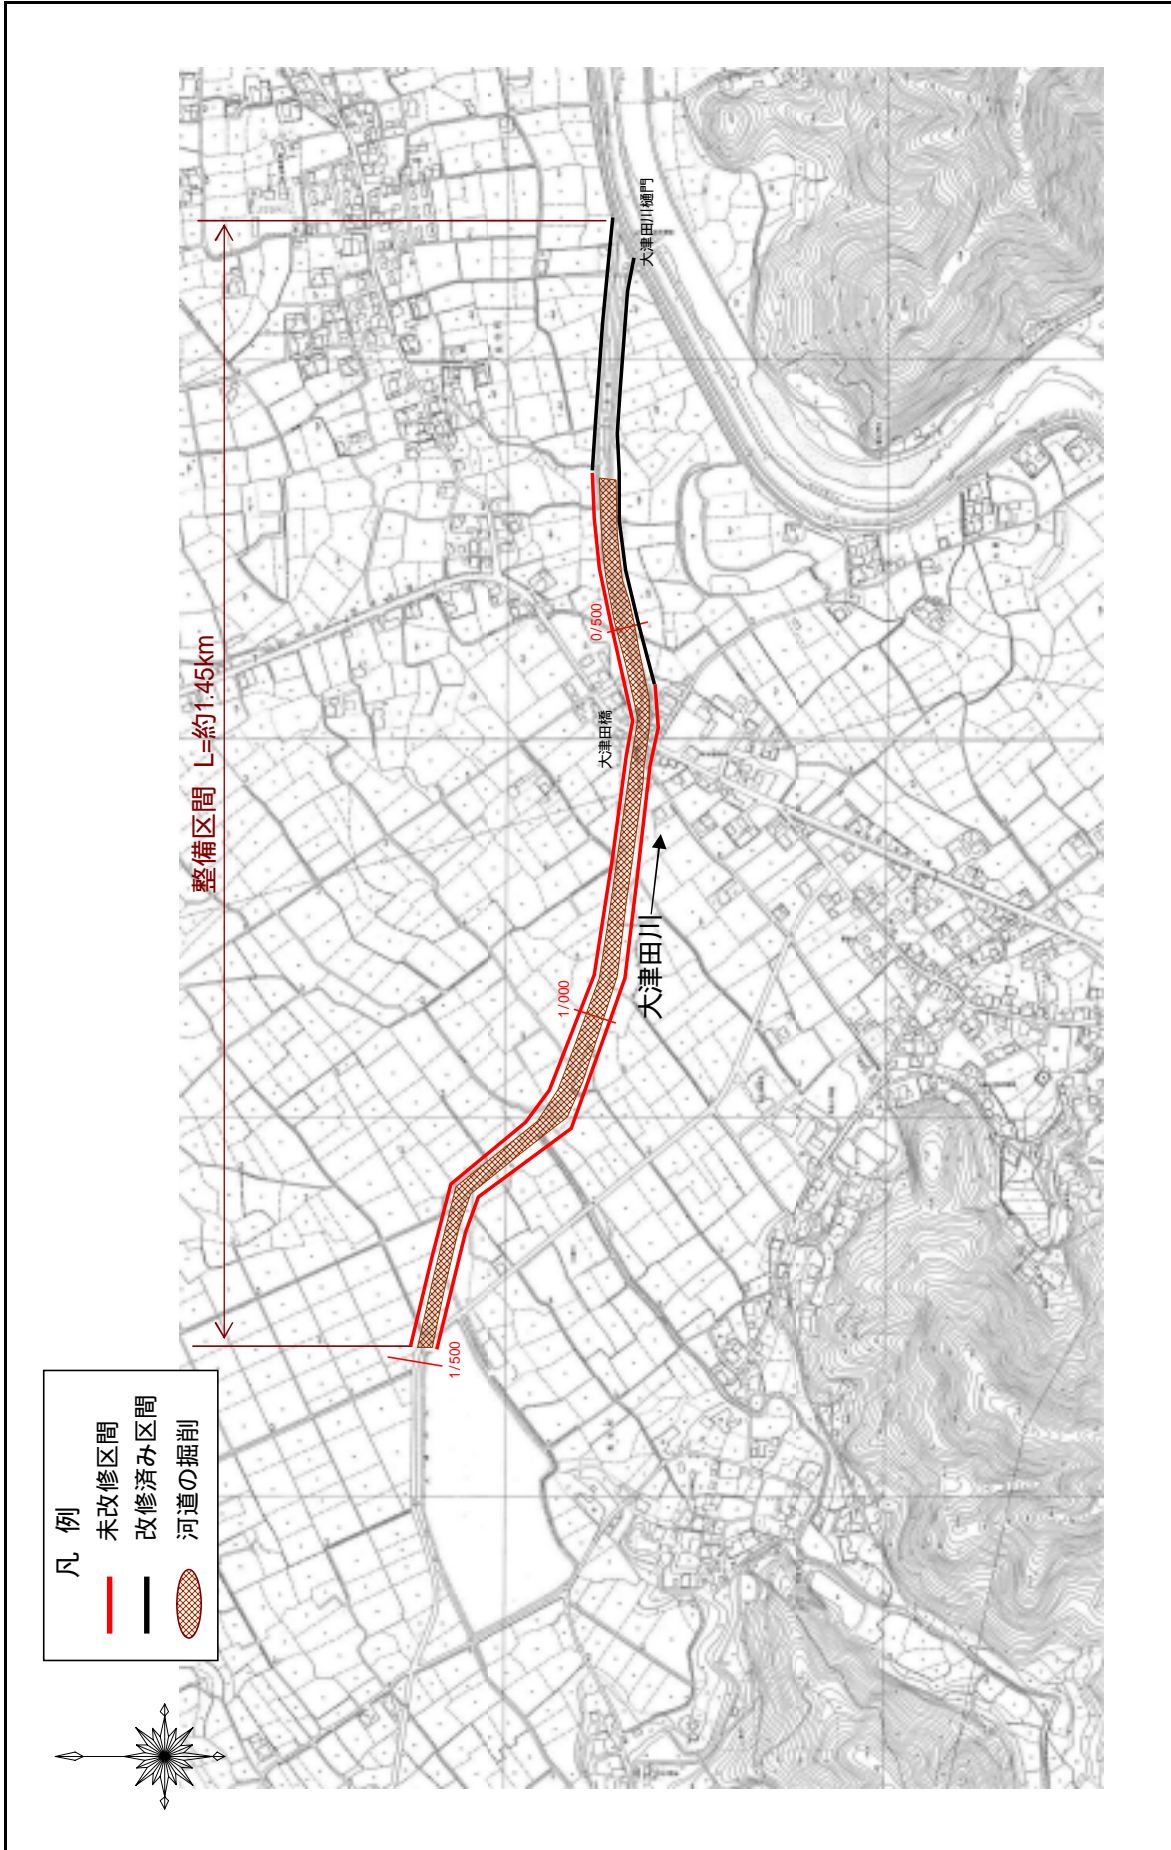 凡 例
未改修区間
改修済み区間
河道の掘削
整備区間 L=約1.45km
1/500
1/000
大津田川
大津田橋
0/500
大津田川樋門